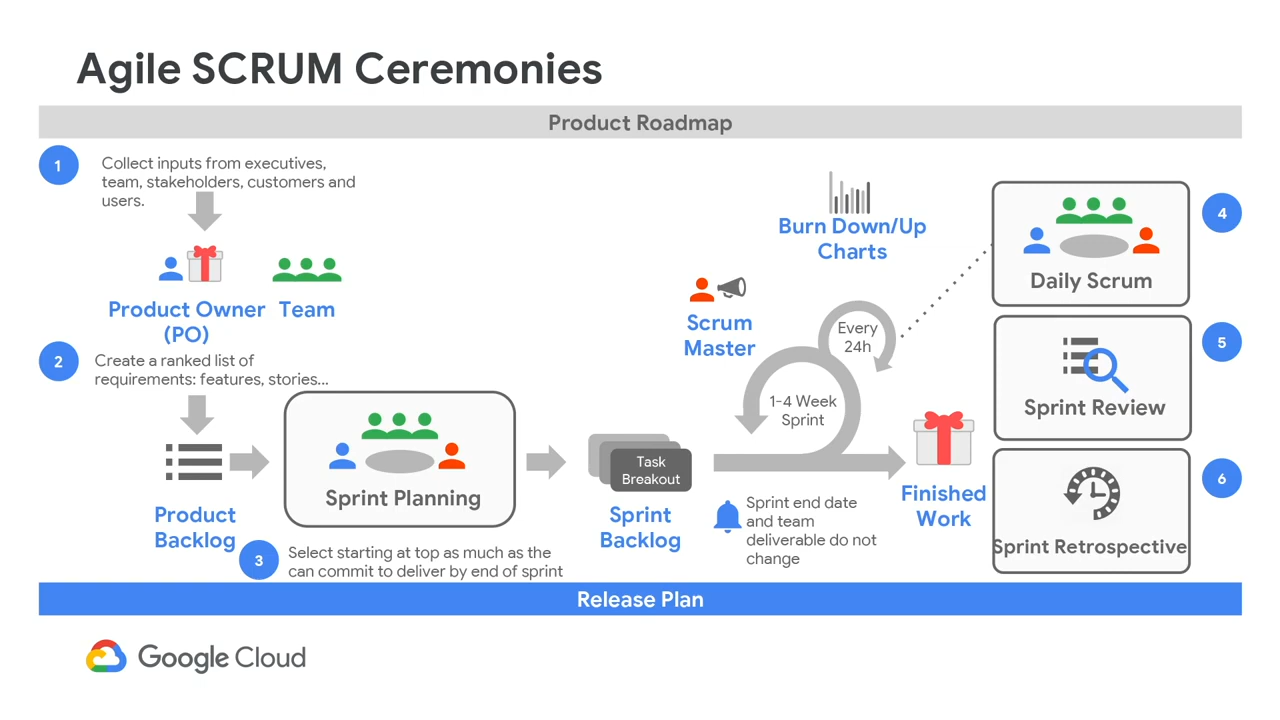 Agile SCRUM Ceremonies
Product Roadmap
1
Collect inputs from executives,
team, stakeholders, customers and
users.
Product Owner
(PO)
Team
2
Create a ranked list of
requirements: features, stories...
Product
Backlog
Sprint Planning
3
Select starting at top as much as the
can commit to deliver by end of sprint
Task
Breakout
Sprint
Backlog
Scrum
Master
Burn Down/Up
Charts
Every
24h
1-4 Week
Sprint
Sprint end date
and team
deliverable do not
change
Finished
Work
4
Daily Scrum
5
Sprint Review
6
Sprint Retrospective
Release Plan
Google Cloud